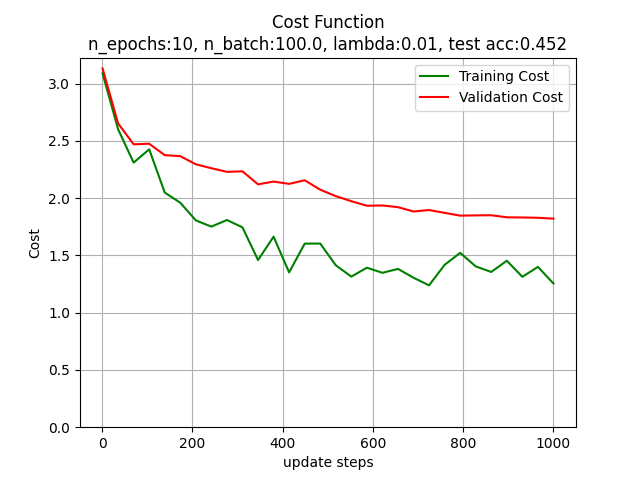 Cost Function
n_epochs:10, n_batch:100.0, lambda:0.01, test acc:0.452
Training Cost
Validation Cost
3.0
2.5
2.0
1.5
1.0
0.5
0.0
Cost
0 200 400 600 800 1000
update steps